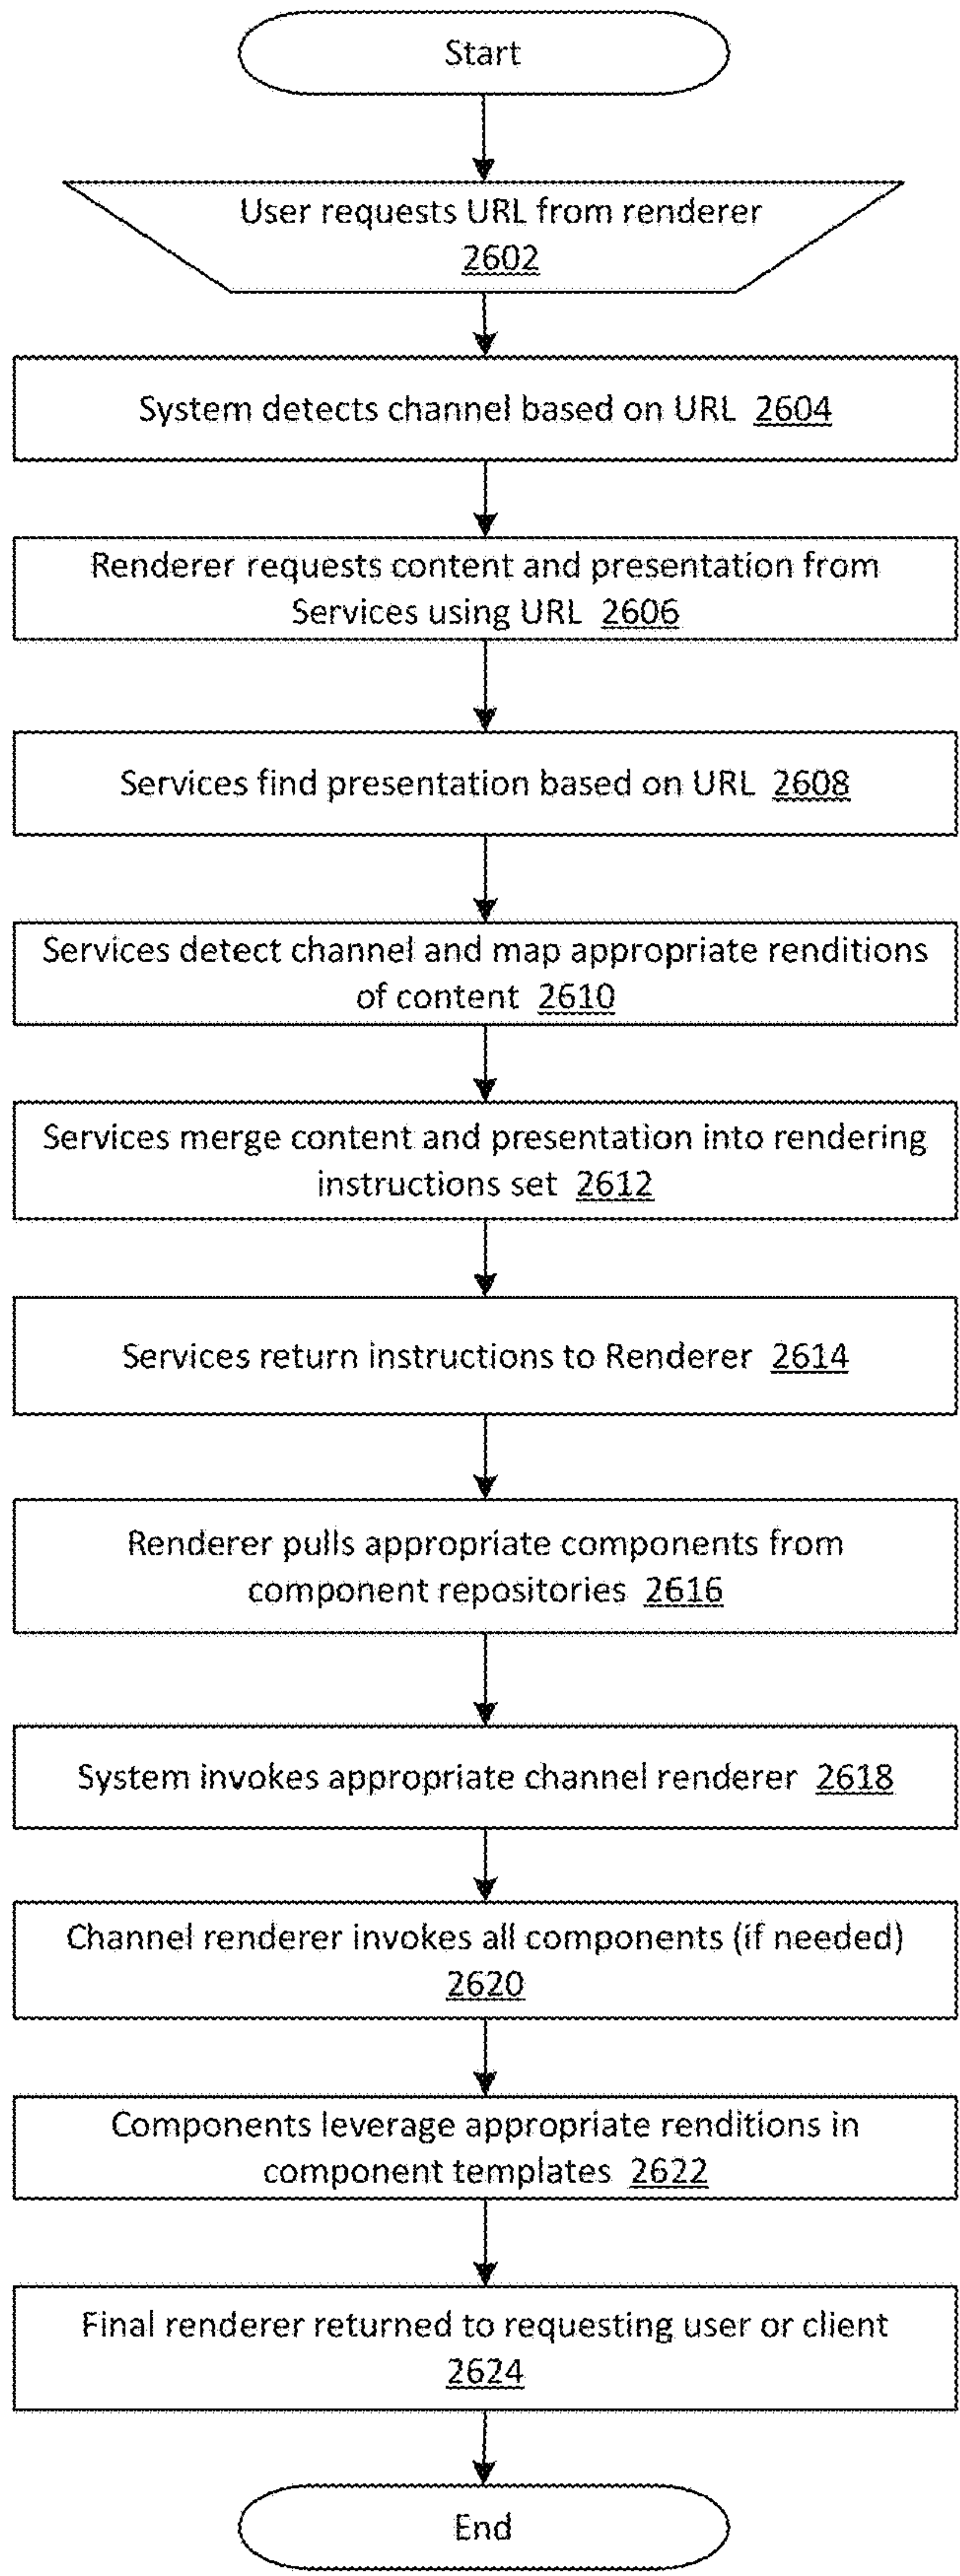 Start
User requests URL from renderer
2602
System detects channel based on URL 2604
Renderer requests content and presentation from
Services using URL 2606
Services find presentation based on URL 2608
Services detect channel and map appropriate renditions
of content 2610
Services merge content and presentation into rendering
instructions set 2612
Services return instructions to Renderer 2614
Renderer pulls appropriate components from
component repositories 2616
System invokes appropriate channel renderer 2618
Channel renderer invokes all components (if needed)
2620
Components leverage appropriate renditions in
component templates 2622
Final renderer returned to requesting user or client
2624
End